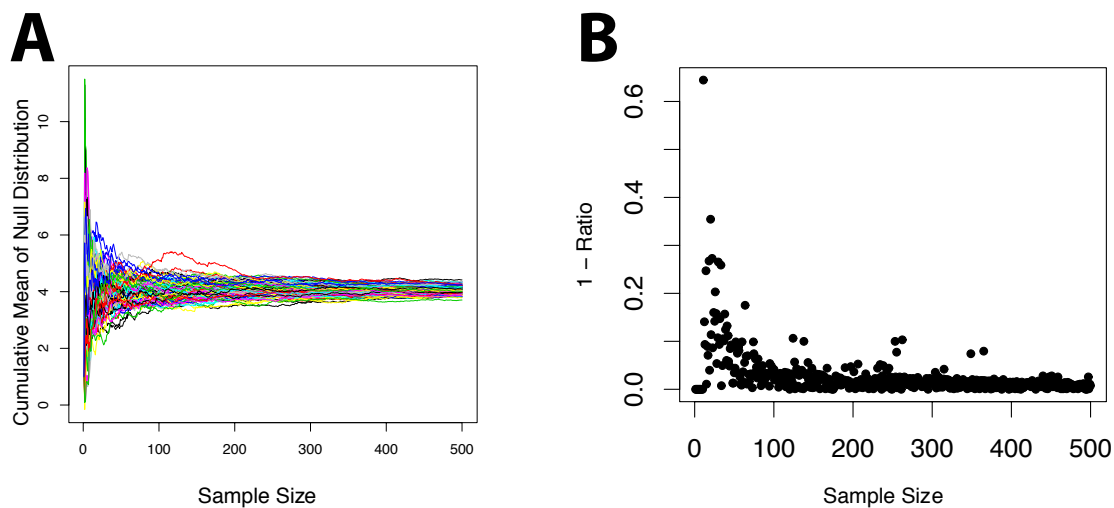 A
Cumulative Mean of Null Distribution
10
8
6
4
2
0
0 100 200 300 400 500
Sample Size
B
1 – Ratio
0.6
0.4
0.2
0.0
0 100 200 300 400 500
Sample Size